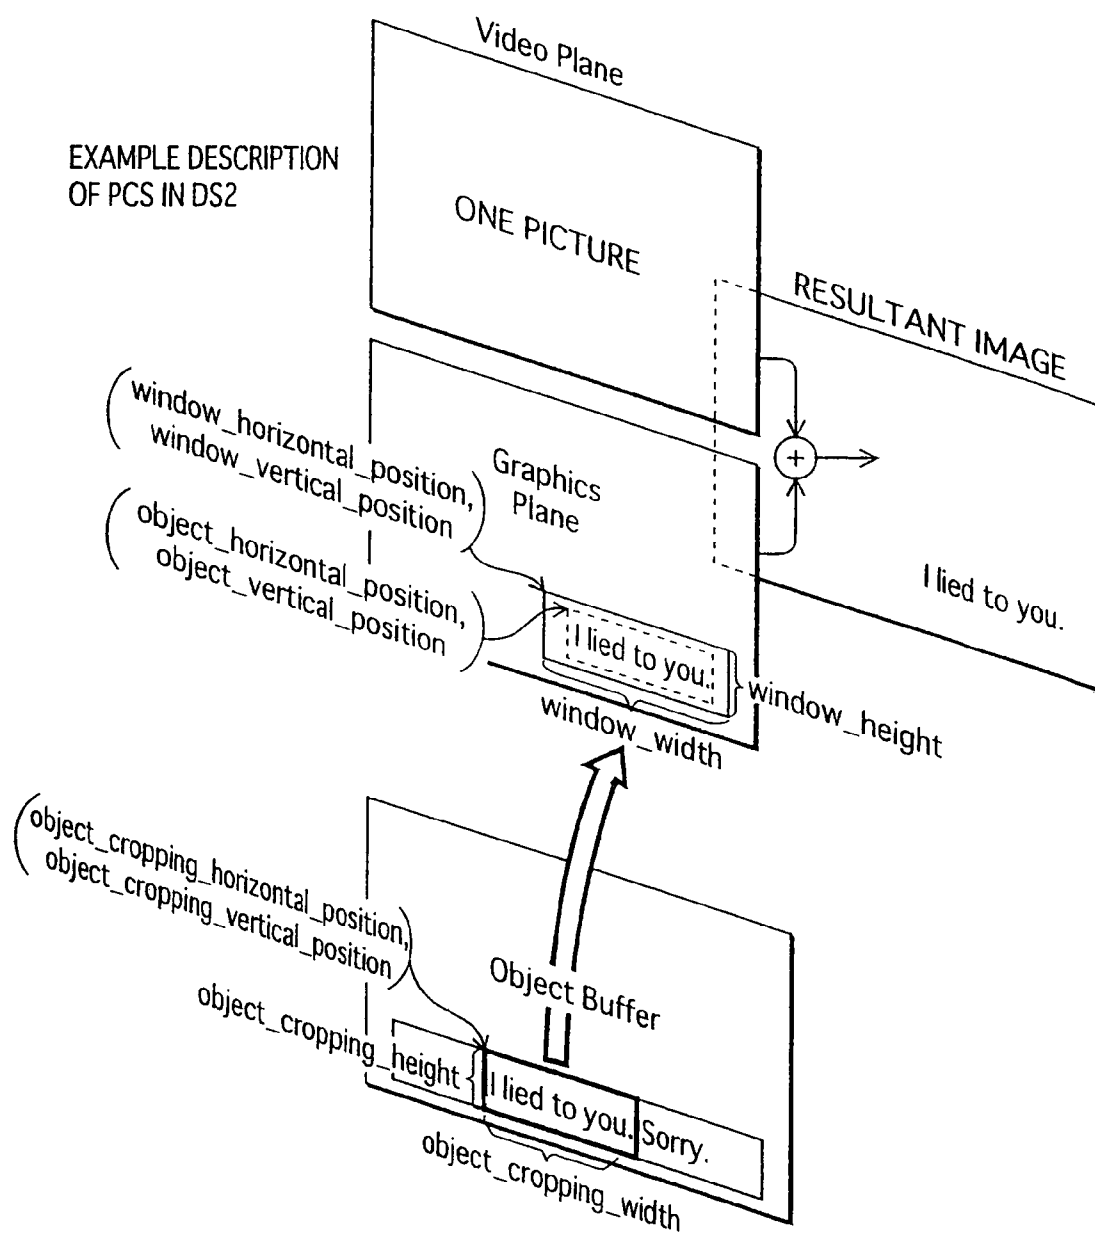 Video Plane
EXAMPLE DESCRIPTION
OF PCS IN DS2
ONE PICTURE
RESULTANT IMAGE
(window_horizontal_position,
window_vertical_position)
Graphics
Plane
+
(object_horizontal_position,
object_vertical_position)
I lied to you.
I lied to you.
window_height
window_width
(object_cropping_horizontal_position,
object_cropping_vertical_position)
Object Buffer
object_cropping_height
I lied to you. Sorry.
object_cropping_width